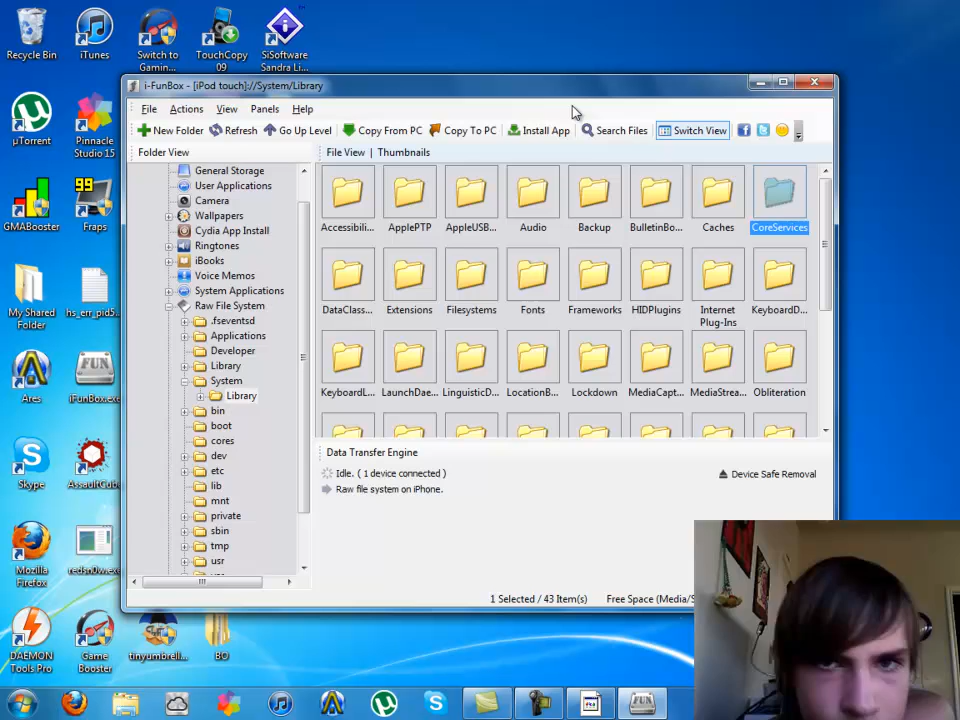 Recycle Bin
iTunes
Switch to
Gamin...
TouchCopy
09
SiSoftware
Sandra Li...
µTorrent
Pinnacle
Studio 15
GMABooster
99
Fraps
My Shared
Folder
hs_err_pid5...
Ares
FUN
iFunBox.exe
Skype
AssaultCube
Mozilla
Firefox
redsn0w.exe
DAEMON
Tools Pro
Game
Booster
tinyumbrell...
BO
i-FunBox - [iPod touch]://System/Library
File Actions View Panels Help
New Folder Refresh Go Up Level Copy From PC Copy To PC Install App Search Files Switch View
Folder View
File View | Thumbnails
General Storage
User Applications
Camera
Wallpapers
Cydia App Install
Ringtones
iBooks
Voice Memos
System Applications
Raw File System
.fseventsd
Applications
Developer
Library
System
Library
bin
boot
cores
dev
etc
lib
mnt
private
sbin
tmp
usr
Accessibili... ApplePTP AppleUSB... Audio Backup BulletinBo... Caches CoreServices
DataClass... Extensions Filesystems Fonts Frameworks HIDPlugins Internet
Plug-Ins KeyboardD...
KeyboardL... LaunchDae... LinguisticD... LocationB... Lockdown MediaCapt... MediaStrea... Obliteration
Data Transfer Engine
Idle. ( 1 device connected )
Device Safe Removal
Raw file system on iPhone.
1 Selected / 43 Item(s)
Free Space (Media/S